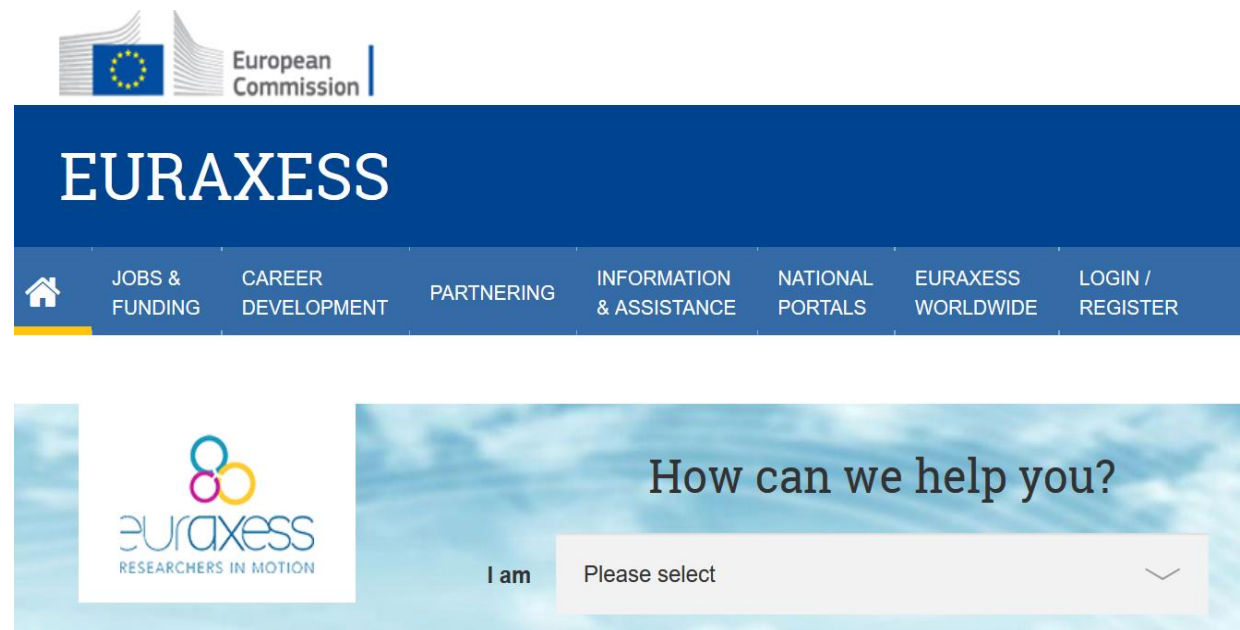 European
Commission
EURAXESS
JOBS &
FUNDING
CAREER
DEVELOPMENT
PARTNERING
INFORMATION
& ASSISTANCE
NATIONAL
PORTALS
EURAXESS
WORLDWIDE
LOGIN /
REGISTER
How can we help you?
euraxess
RESEARCHERS IN MOTION
I am
Please select